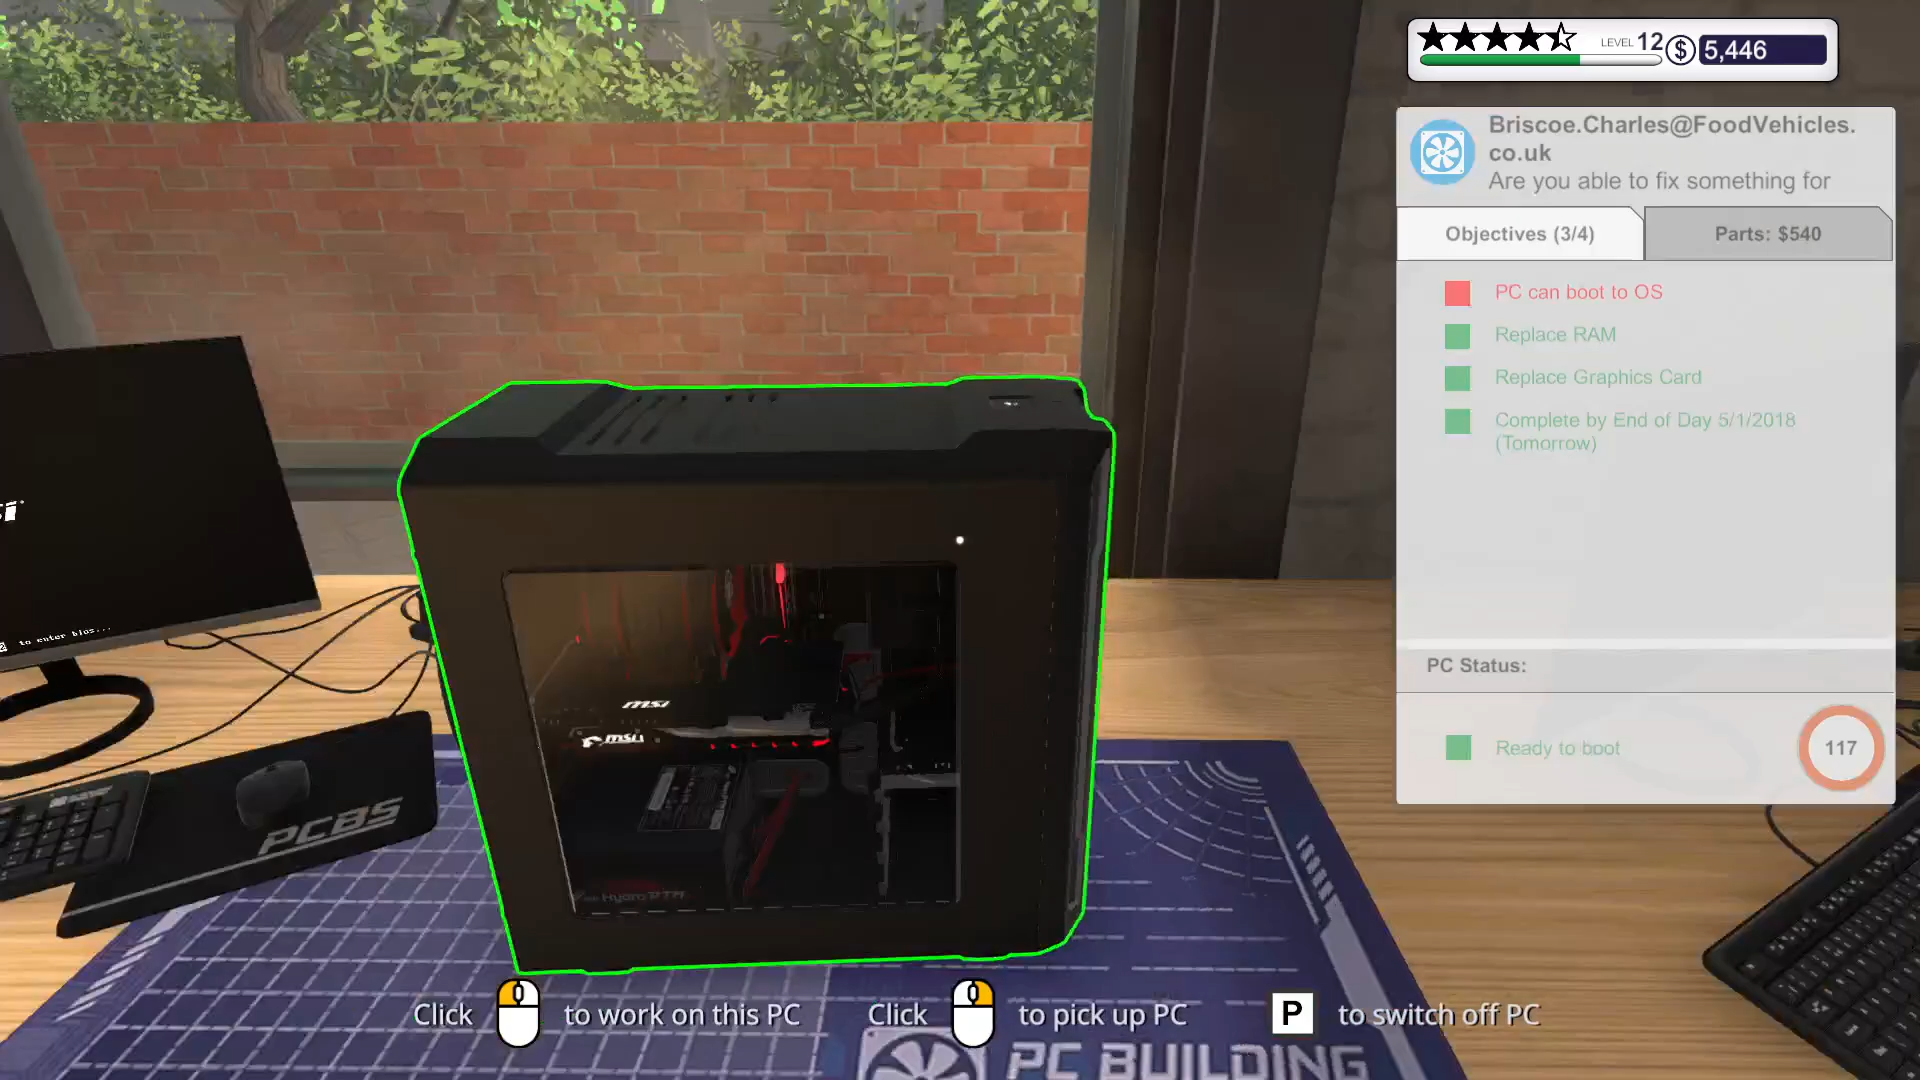 LEVEL 12
$ 5,446
Briscoe.Charles@FoodVehicles.
co.uk
Are you able to fix something for
Objectives (3/4)
Parts: $540
PC can boot to OS
Replace RAM
Replace Graphics Card
Complete by End of Day 5/1/2018
(Tomorrow)
PC Status:
Ready to boot
117
to enter bios...
msi
msi
PCBS
Click to work on this PC
Click to pick up PC
P to switch off PC
PC BUILDING